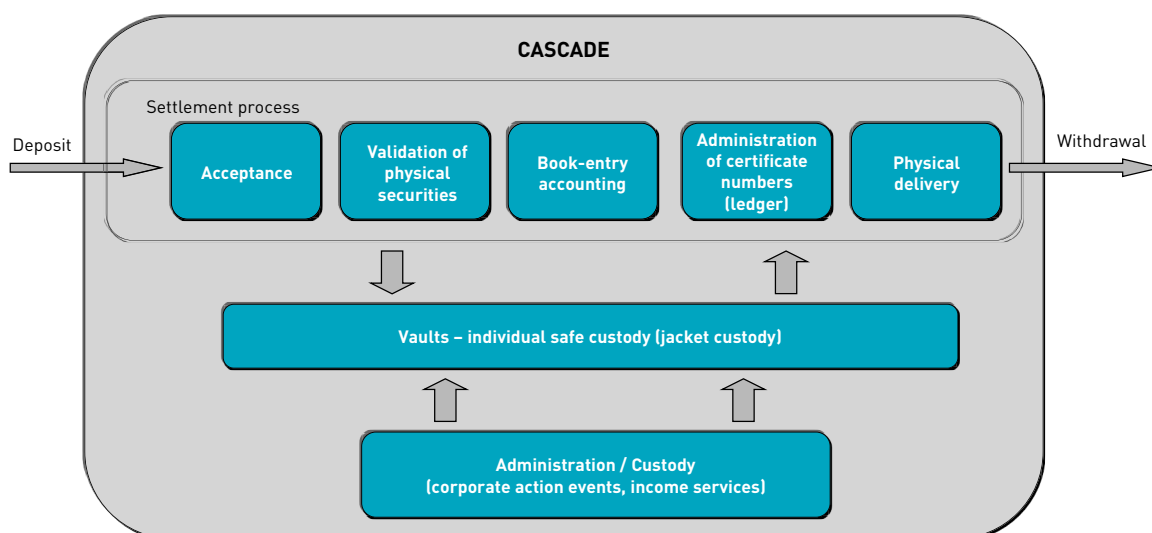 CASCADE
Settlement process
Deposit
Acceptance
Validation of
physical
securities
Book-entry
accounting
Administration
of certificate
numbers
(ledger)
Physical
delivery
Withdrawal
Vaults – individual safe custody (jacket custody)
Administration / Custody
(corporate action events, income services)